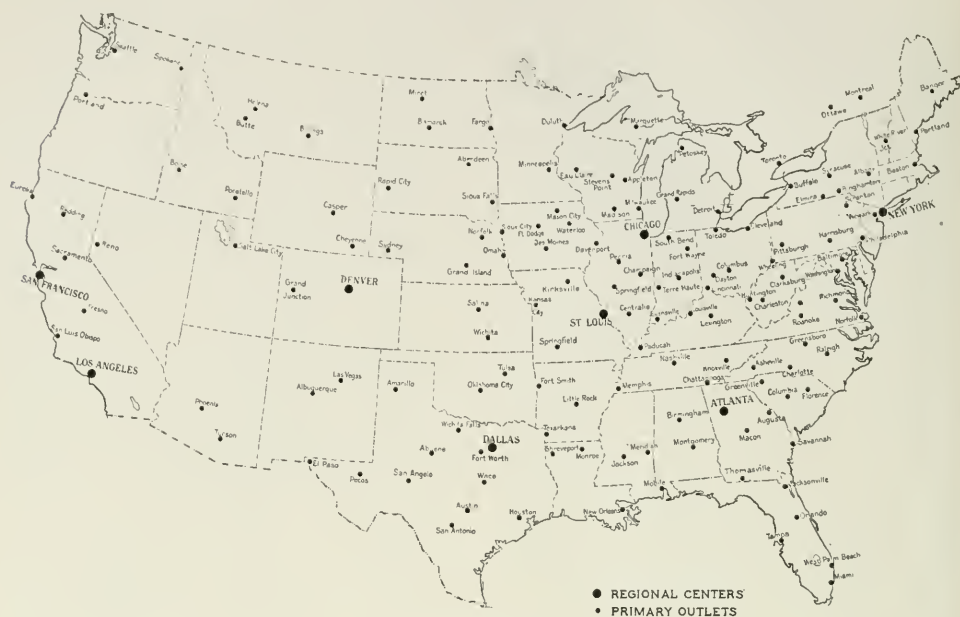 Seattle
Spokane
Portland
Helena
Butte
Billings
Minot
Bismarck
Fargo
Duluth
Marquette
Ottawa
Montreal
Bangor
White River Jct.
Portland
Petoskey
Toronto
Boise
Pocatello
Aberdeen
Minneapolis
Eau Claire
Stevens Point
Appleton
Grand Rapids
Buffalo
Syracuse
Albany
Boston
Eureka
Redding
Rapid City
Casper
Sioux Falls
Mason City
Madison
Milwaukee
Detroit
Elmira
Binghamton
Scranton
Newark
NEW YORK
Reno
Sacramento
Salt Lake City
Cheyenne
Sydney
Norfolk
Sioux City
Ft Dodge
Waterloo
Des Moines
Davenport
CHICAGO
South Bend
Toledo
Cleveland
Fort Wayne
Pittsburgh
Harrisburg
Philadelphia
Omaha
Grand Island
Peoria
SAN FRANCISCO
Fresno
Grand Junction
DENVER
Kirksville
Champaign
Indianapolis
Columbus
Dayton
Wheeling
Clarksburg
Baltimore
Washington
Springfield
Terre Haute
Cincinnati
Huntington
Charleston
Richmond
San Luis Obispo
Salina
Kansas City
ST LOUIS
Centralia
Evansville
Louisville
Lexington
Roanoke
Norfolk
Wichita
Springfield
Paducah
Greensboro
Raleigh
LOS ANGELES
Las Vegas
Albuquerque
Amarillo
Tulsa
Oklahoma City
Fort Smith
Memphis
Nashville
Knoxville
Asheville
Charlotte
Chattanooga
Greenville
Columbia
Florence
Little Rock
Phoenix
Tucson
Wichita Falls
Texarkana
Birmingham
ATLANTA
Augusta
Macon
DALLAS
Fort Worth
Abilene
Shreveport
Monroe
Jackson
Meridian
Montgomery
Savannah
El Paso
Pecos
San Angelo
Waco
Thomasville
Jacksonville
Mobile
Austin
San Antonio
Houston
New Orleans
Orlando
Tampa
West Palm Beach
Miami
REGIONAL CENTERS
PRIMARY OUTLETS